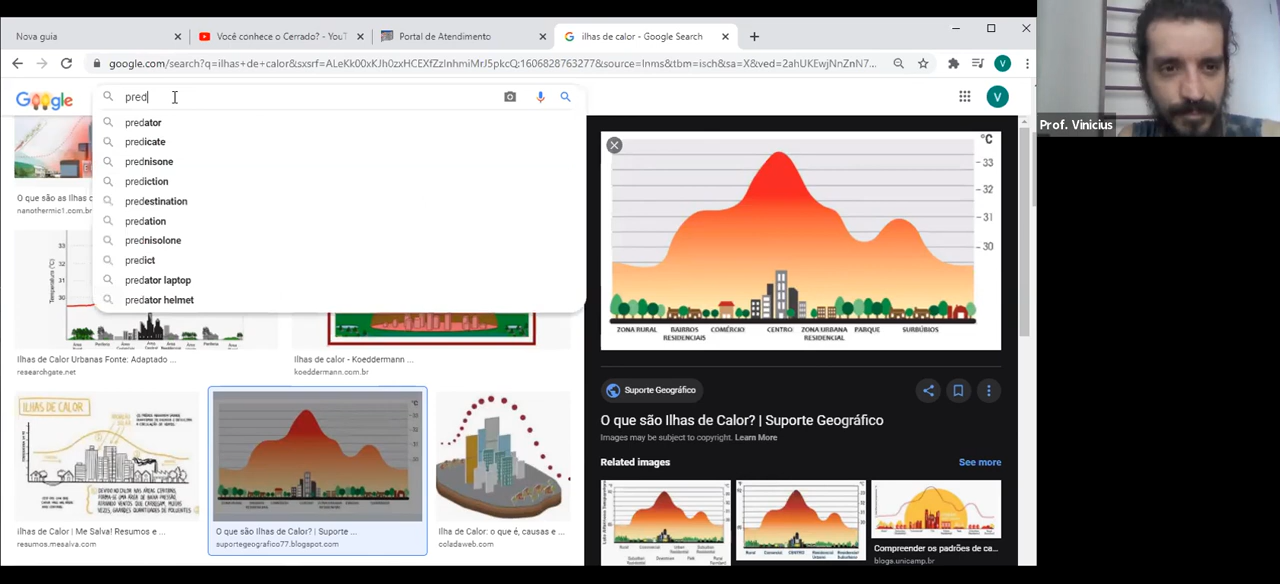 Nova guia
Você conhece o Cerrado? - YouT
Portal de Atendimento
ilhas de calor - Google Search
google.com/search?q=ilhas+de+calor&sxsrf=ALeKk00xKJh0zxHCEXfZzlnhmiMrJ5pkcQ:1606828763277&source=lnms&tbm=isch&sa=X&ved=2ahUKEwjNnZnN7...
V
Google
pred
V
Prof. Vinicius
predator
predicate
prednisone
prediction
predestination
predation
prednisolone
predict
predator laptop
predator helmet
O que são as Ilhas c
nanothermic1.com.br
Temperatura (°C)
33
32
31
30
Ilhas de Calor Urbanas Fonte: Adaptado ...
researchgate.net
Ilhas de calor - Koeddermann ...
koeddermann.com.br
ILHAS DE CALOR
ilhas de Calor | Me Salva! Resumos e ...
resumos.mesalva.com
O que são Ilhas de Calor? | Suporte ...
suportegeografico77.blogspot.com
Ilha de Calor: o que é, causas e ...
coladaweb.com
°C
33
32
31
30
ZONA RURAL
BAIRROS RESIDENCIAIS
COMÉRCIO
CENTRO
ZONA URBANA RESIDENCIAL
PARQUE
SUBÚRBIOS
Suporte Geográfico
O que são Ilhas de Calor? | Suporte Geográfico
Images may be subject to copyright. Learn More
Related images
See more
Compreender os padrões de ca...
blogs.unicamp.br